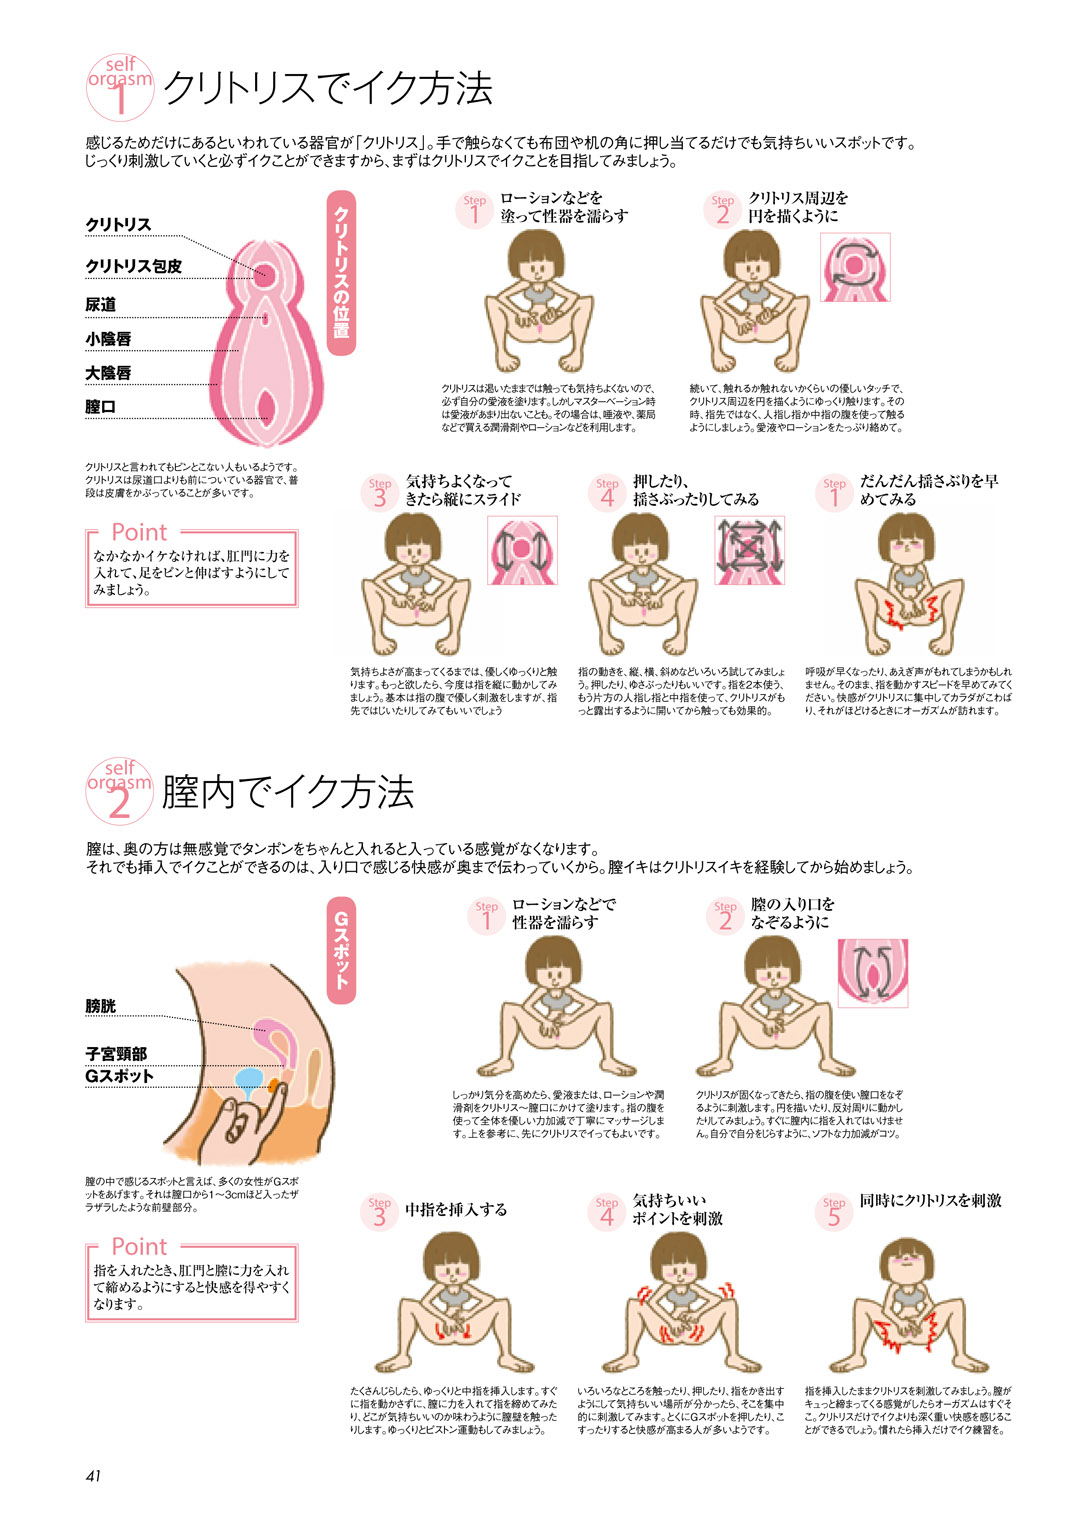 self
orgasm
1
クリトリスでイク方法
感じるためだけにあるといわれている器官が「クリトリス」。手で触らなくても布団や机の角に押し当てるだけでも気持ちいいスポットです。
じっくり刺激していくと必ずイクことができますから、まずはクリトリスでイクことを目指してみましょう。
クリトリスの位置
クリトリス
クリトリス包皮
尿道
小陰唇
大陰唇
膣口
クリトリスと言われてもピンとこない人もいるようです。
クリトリスは尿道口よりも前についている器官で、普
段は皮膚をかぶっていることが多いです。
Point
なかなかイケなければ、肛門に力を
入れて、足をピンと伸ばすようにして
みましょう。
Step
1
ローションなどを
塗って性器を濡らす
クリトリスは渇いたままでは触っても気持ちよくないので、
必ず自分の愛液を塗ります。しかしマスターベーション時
は愛液があまり出ないことも。その場合は、唾液や、薬局
などで買える潤滑剤やローションなどを利用します。
Step
2
クリトリス周辺を
円を描くように
続いて、触れるか触れないかくらいの優しいタッチで、
クリトリス周辺を円を描くようにゆっくり触ります。その
時、指先ではなく、人指し指か中指の腹を使って触る
ようにしましょう。愛液やローションをたっぷり絡めて。
Step
3
気持ちよくなって
きたら縦にスライド
気持ちよさが高まってくるまでは、優しくゆっくりと触
ります。もっと欲したら、今度は指を縦に動かしてみ
ましょう。基本は指の腹で優しく刺激をしますが、指
先ではじいたりしてみてもいいでしょう
Step
4
押したり、
揺さぶったりしてみる
指の動きを、縦、横、斜めなどいろいろ試してみましょ
う。押したり、ゆさぶったりもいいです。指を2本使う、
もう片方の人指し指と中指を使って、クリトリスがも
っと露出するように開いてから触っても効果的。
Step
1
だんだん揺さぶりを早
めてみる
呼吸が早くなったり、あえぎ声がもれてしまうかもしれ
ません。そのまま、指を動かすスピードを早めてみてく
ださい。快感がクリトリスに集中してカラダがこわば
り、それがほどけるときにオーガズムが訪れます。
self
orgasm
2
膣内でイク方法
膣は、奥の方は無感覚でタンポンをちゃんと入れると入っている感覚がなくなります。
それでも挿入でイクことができるのは、入り口で感じる快感が奥まで伝わっていくから。膣イキはクリトリスイキを経験してから始めましょう。
Gスポット
膀胱
子宮頸部
Gスポット
膣の中で感じるスポットと言えば、多くの女性がGスポ
ットをあげます。それは膣口から1〜3cmほど入ったザ
ラザラしたような前壁部分。
Point
指を入れたとき、肛門と膣に力を入れ
て締めるようにすると快感を得やすく
なります。
Step
1
ローションなどで
性器を濡らす
しっかり気分を高めたら、愛液または、ローションや潤
滑剤をクリトリス〜膣口にかけて塗ります。指の腹を
使って全体を優しい力加減で丁寧にマッサージしま
す。上を参考に、先にクリトリスでイってもよいです。
Step
2
膣の入り口を
なぞるように
クリトリスが固くなってきたら、指の腹を使い膣口をなぞ
るように刺激します。円を描いたり、反対周りに動かし
たりしてみましょう。すぐに膣内に指を入れてはいけませ
ん。自分で自分をじらすように、ソフトな力加減がコツ。
Step
3
中指を挿入する
たくさんじらしたら、ゆっくりと中指を挿入します。すぐ
に指を動かさずに、膣に力を入れて指を締めてみた
り、どこが気持ちいいのか味わうように膣壁を触った
りします。ゆっくりとピストン運動もしてみましょう。
Step
4
気持ちいい
ポイントを刺激
いろいろなところを触ったり、押したり、指をかき出す
ようにして気持ちいい場所が分かったら、そこを集中
的に刺激してみます。とくにGスポットを押したり、こ
すったりすると快感が高まる人が多いようです。
Step
5
同時にクリトリスを刺激
指を挿入したままクリトリスを刺激してみましょう。膣が
キュっと締まってくる感覚がしたらオーガズムはすぐそ
こ。クリトリスだけでイクよりも深く重い快感を感じるこ
とができるでしょう。慣れたら挿入だけでイク練習を。
41